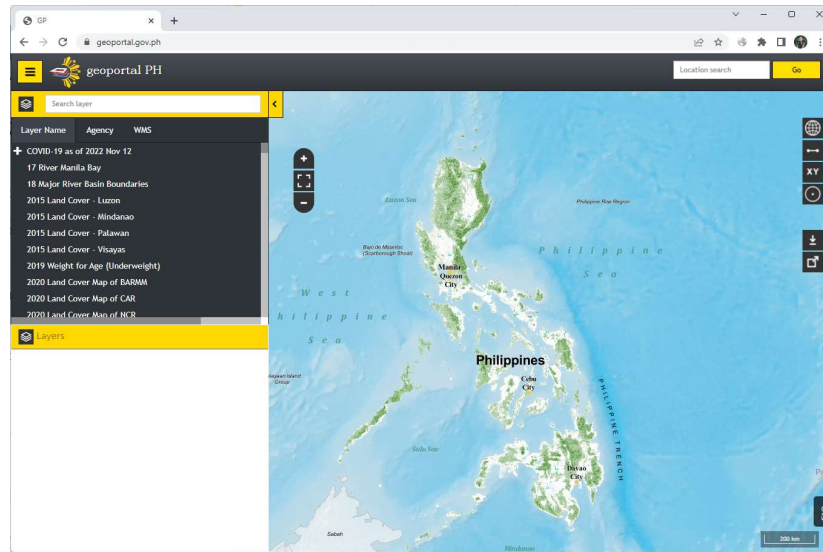 GP
geoportal.gov.ph
geoportal PH
Location search
Go
Search layer
Layer Name Agency WMS
COVID-19 as of 2022 Nov 12
17 River Manila Bay
18 Major River Basin Boundaries
2015 Land Cover - Luzon
2015 Land Cover - Mindanao
2015 Land Cover - Palawan
2015 Land Cover - Visayas
2019 Weight for Age (Underweight)
2020 Land Cover Map of BARMM
2020 Land Cover Map of CAR
2020 Land Cover Map of NCR
Layers
XY
Luzon Sea
Philippine Rise Region
Bajo de Masinloc
(Scarborough Shoal)
Philippine
Sea
Manila
Quezon
City
West
hilippine
Sea
Philippines
Cebu
City
Island
Group
PHILIPPINE TRENCH
Sulu Sea
Davao
City
Sabah
Mindanao
200 km